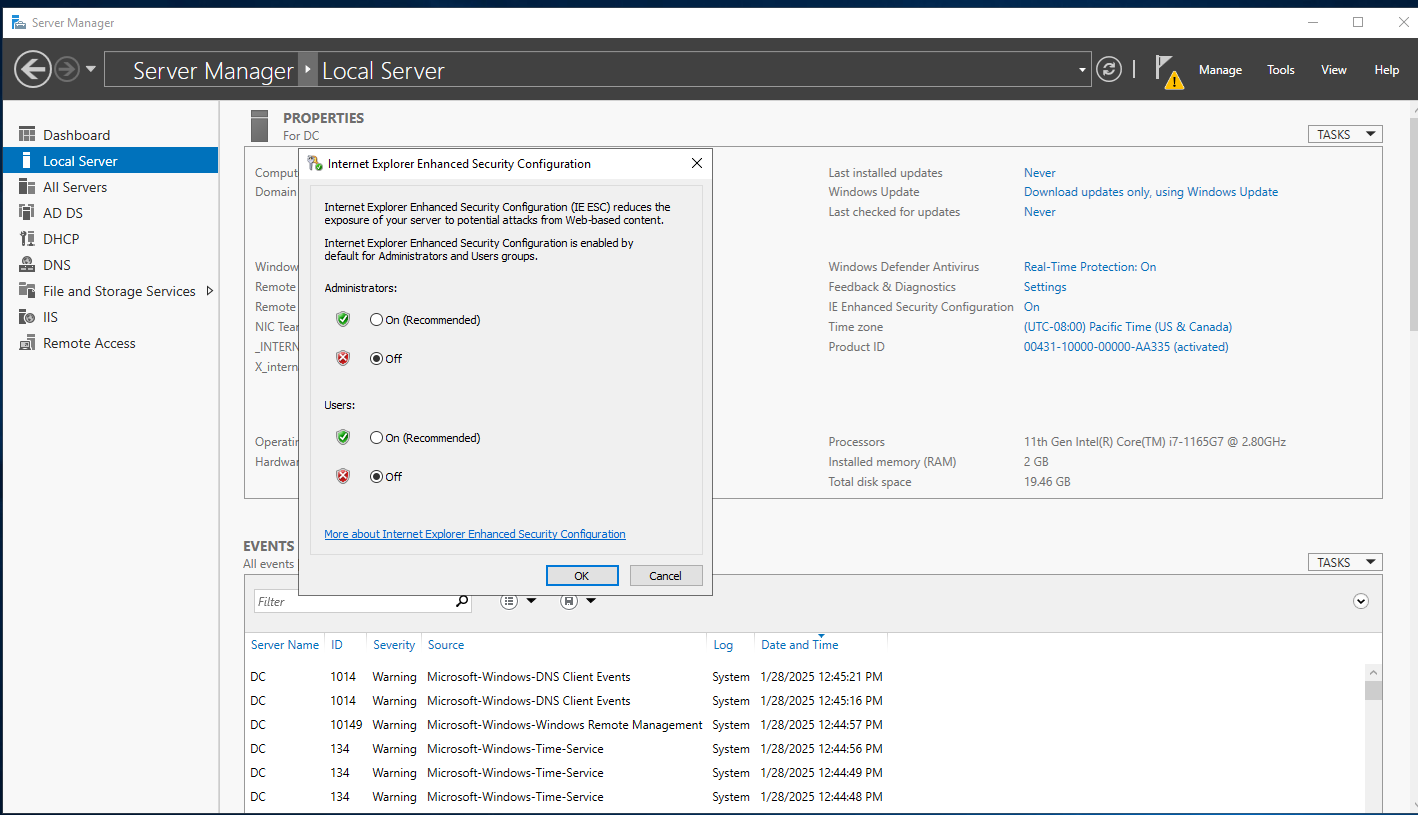 Server Manager
Server Manager ▸ Local Server
Manage Tools View Help
Dashboard
Local Server
All Servers
AD DS
DHCP
DNS
File and Storage Services
IIS
Remote Access
PROPERTIES
For DC
TASKS
Comput
Domain
Window
Remote
Remote
NIC Tear
_INTERN
X_intern
Operatin
Hardwar
Internet Explorer Enhanced Security Configuration
Internet Explorer Enhanced Security Configuration (IE ESC) reduces the
exposure of your server to potential attacks from Web-based content.
Internet Explorer Enhanced Security Configuration is enabled by
default for Administrators and Users groups.
Administrators:
On (Recommended)
Off
Users:
On (Recommended)
Off
More about Internet Explorer Enhanced Security Configuration
OK Cancel
Last installed updates Never
Windows Update Download updates only, using Windows Update
Last checked for updates Never
Windows Defender Antivirus Real-Time Protection: On
Feedback & Diagnostics Settings
IE Enhanced Security Configuration On
Time zone (UTC-08:00) Pacific Time (US & Canada)
Product ID 00431-10000-00000-AA335 (activated)
Processors 11th Gen Intel(R) Core(TM) i7-1165G7 @ 2.80GHz
Installed memory (RAM) 2 GB
Total disk space 19.46 GB
EVENTS
All events
TASKS
Filter
Server Name ID Severity Source Log Date and Time
DC 1014 Warning Microsoft-Windows-DNS Client Events System 1/28/2025 12:45:21 PM
DC 1014 Warning Microsoft-Windows-DNS Client Events System 1/28/2025 12:45:16 PM
DC 10149 Warning Microsoft-Windows-Windows Remote Management System 1/28/2025 12:44:57 PM
DC 134 Warning Microsoft-Windows-Time-Service System 1/28/2025 12:44:56 PM
DC 134 Warning Microsoft-Windows-Time-Service System 1/28/2025 12:44:49 PM
DC 134 Warning Microsoft-Windows-Time-Service System 1/28/2025 12:44:48 PM